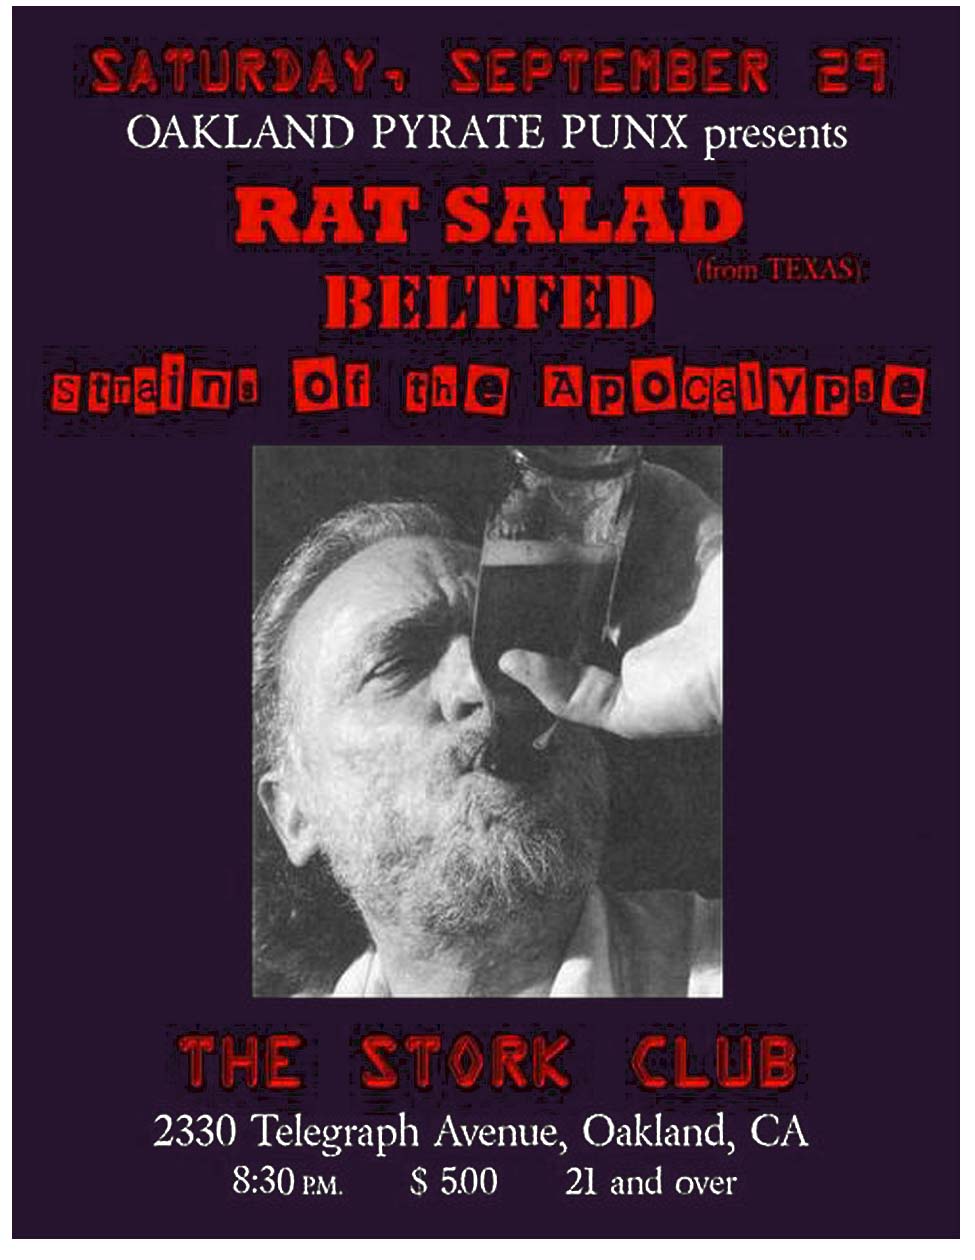 SATURDAY, SEPTEMBER 29
OAKLAND PYRATE PUNX presents
RAT SALAD
(from TEXAS)
BELTFED
Strains of the Apocalypse
THE STORK CLUB
2330 Telegraph Avenue, Oakland, CA
8:30 P.M. $ 5.00 21 and over